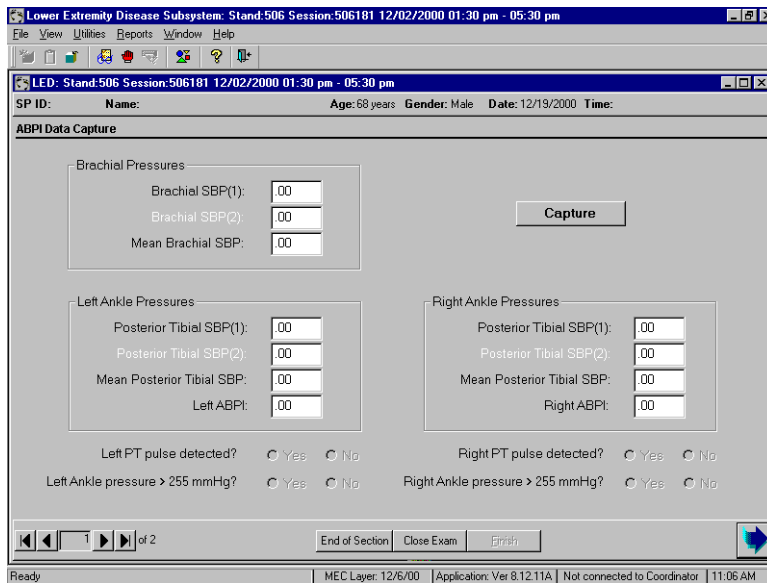 Lower Extremity Disease Subsystem: Stand:506 Session:506181 12/02/2000 01:30 pm - 05:30 pm
File View Utilities Reports Window Help
LED: Stand:506 Session:506181 12/02/2000 01:30 pm - 05:30 pm
SP ID: Name: Age: 68 years Gender: Male Date: 12/19/2000 Time:
ABPI Data Capture
Brachial Pressures
Brachial SBP(1): .00
Brachial SBP(2): .00
Capture
Mean Brachial SBP: .00
Left Ankle Pressures Right Ankle Pressures
Posterior Tibial SBP(1): .00 Posterior Tibial SBP(1): .00
Posterior Tibial SBP(2): .00 Posterior Tibial SBP(2): .00
Mean Posterior Tibial SBP: .00 Mean Posterior Tibial SBP: .00
Left ABPI: .00 Right ABPI: .00
Left PT pulse detected? Yes No Right PT pulse detected? Yes No
Left Ankle pressure > 255 mmHg? Yes No Right Ankle pressure > 255 mmHg? Yes No
1 of 2 End of Section Close Exam Finish
Ready MEC Layer: 12/6/00 Application: Ver 8.12.11A Not connected to Coordinator 11:06 AM